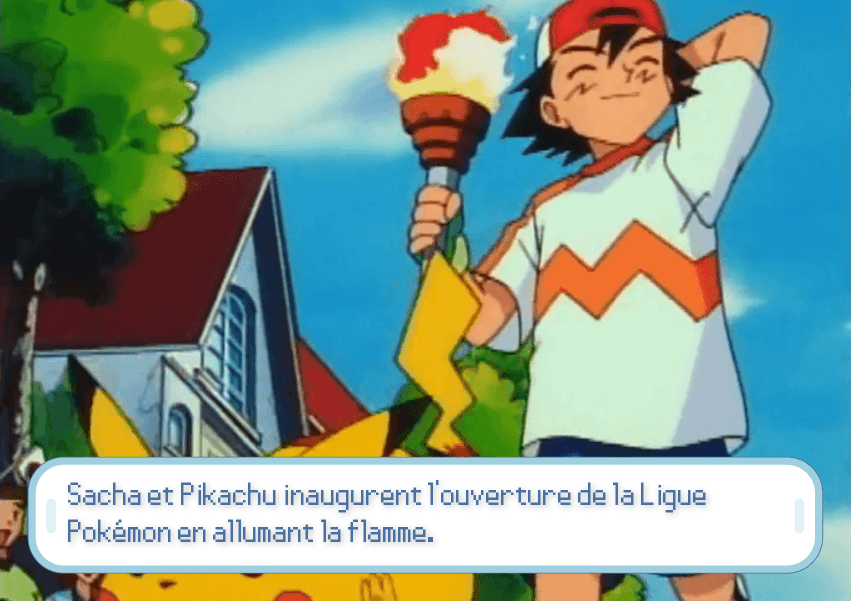 Sacha et Pikachu inaugurent l'ouverture de la Ligue
Pokémon en allumant la flamme.